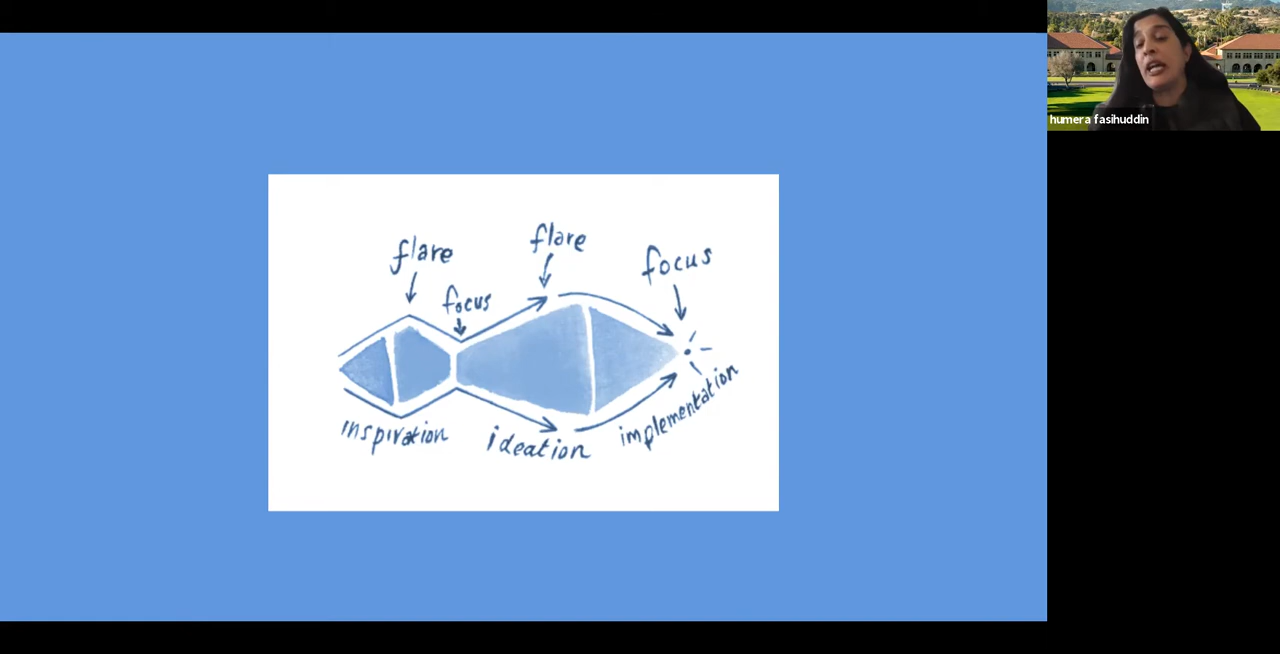 flare
flare
focus
focus
inspiration
ideation
implementation
humera fasihuddin